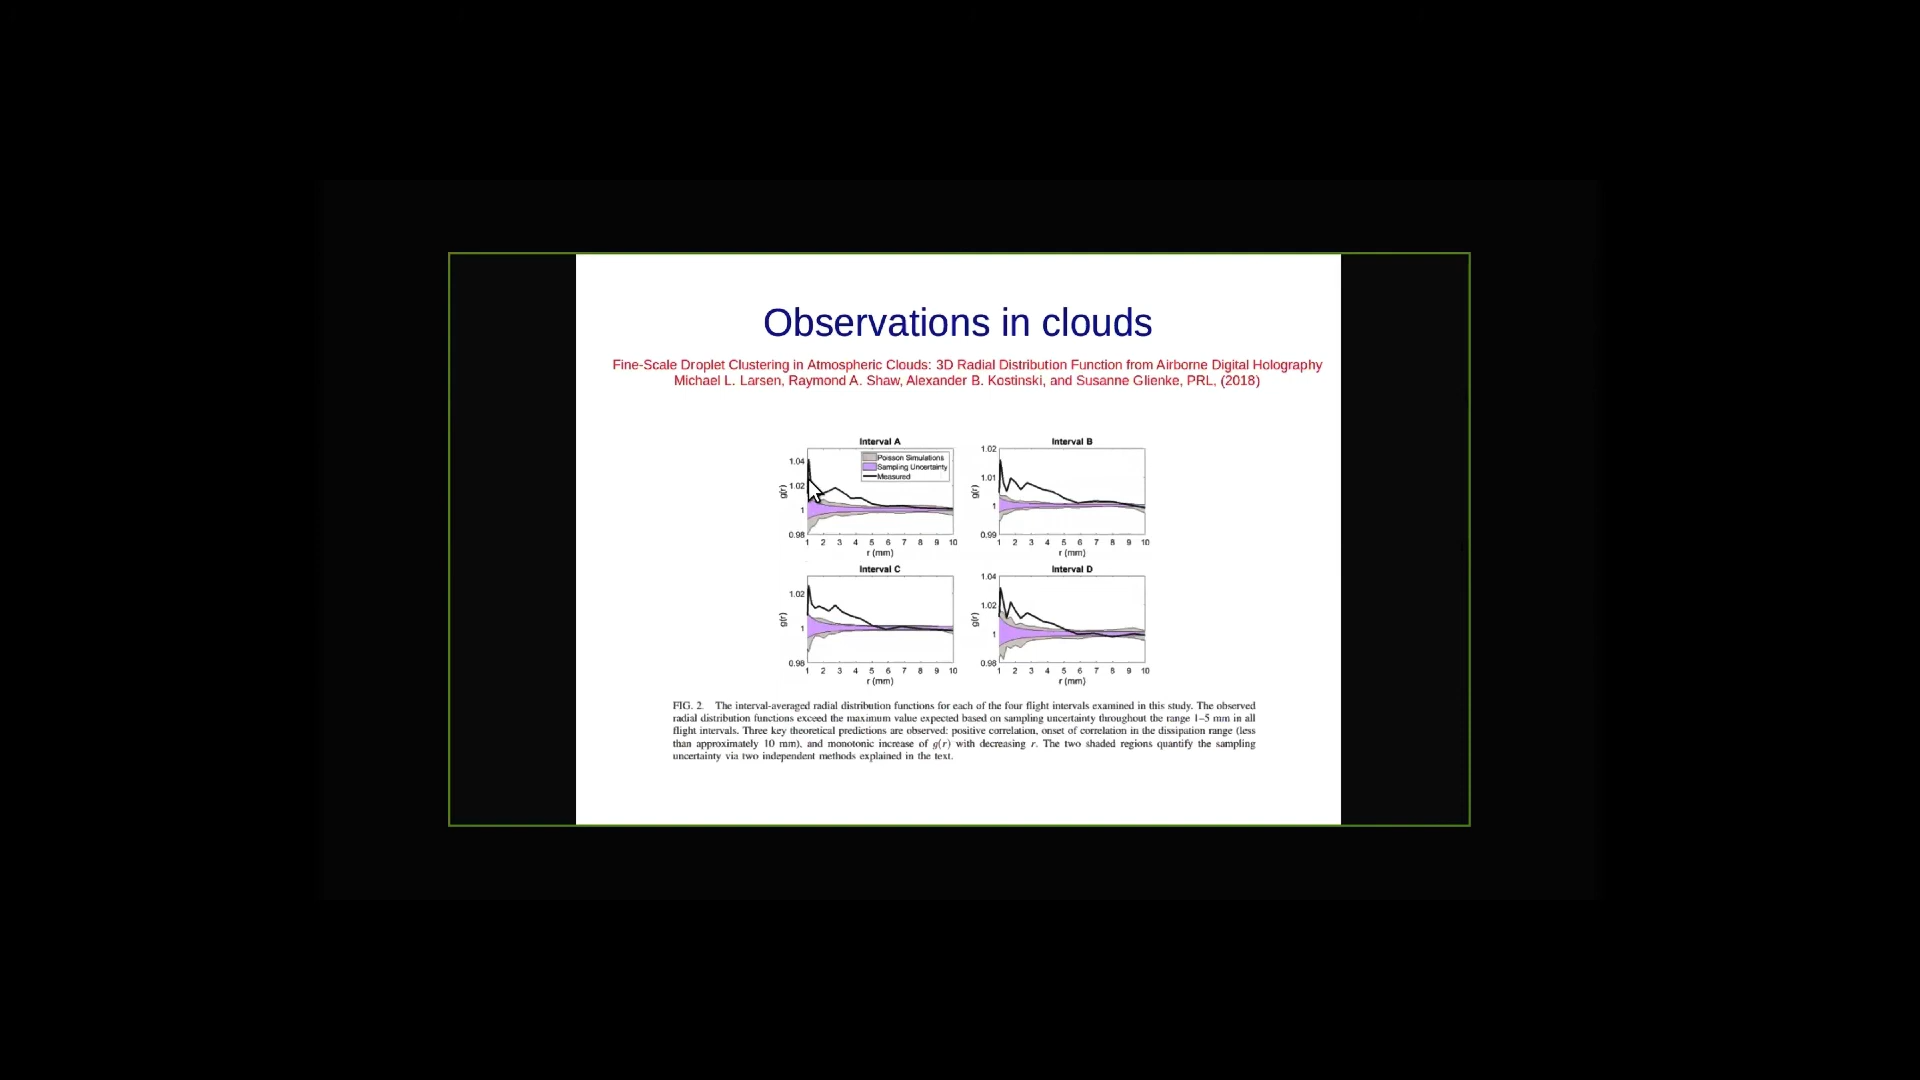 Observations in clouds
Fine-Scale Droplet Clustering in Atmospheric Clouds: 3D Radial Distribution Function from Airborne Digital Holography
Michael L. Larsen, Raymond A. Shaw, Alexander B. Kostinski, and Susanne Glienke, PRL, (2018)
Interval A
Poisson Simulations
Sampling Uncertainty
Measured
1.04
1.02
1
0.98
g(r)
1 2 3 4 5 6 7 8 9 10
r (mm)
Interval B
1.02
1.01
1
0.99
g(r)
1 2 3 4 5 6 7 8 9 10
r (mm)
Interval C
1.02
1
0.98
g(r)
1 2 3 4 5 6 7 8 9 10
r (mm)
Interval D
1.04
1.02
1
0.98
g(r)
1 2 3 4 5 6 7 8 9 10
r (mm)
FIG. 2. The interval-averaged radial distribution functions for each of the four flight intervals examined in this study. The observed
radial distribution functions exceed the maximum value expected based on sampling uncertainty throughout the range 1–5 mm in all
flight intervals. Three key theoretical predictions are observed: positive correlation, onset of correlation in the dissipation range (less
than approximately 10 mm), and monotonic increase of g(r) with decreasing r. The two shaded regions quantify the sampling
uncertainty via two independent methods explained in the text.